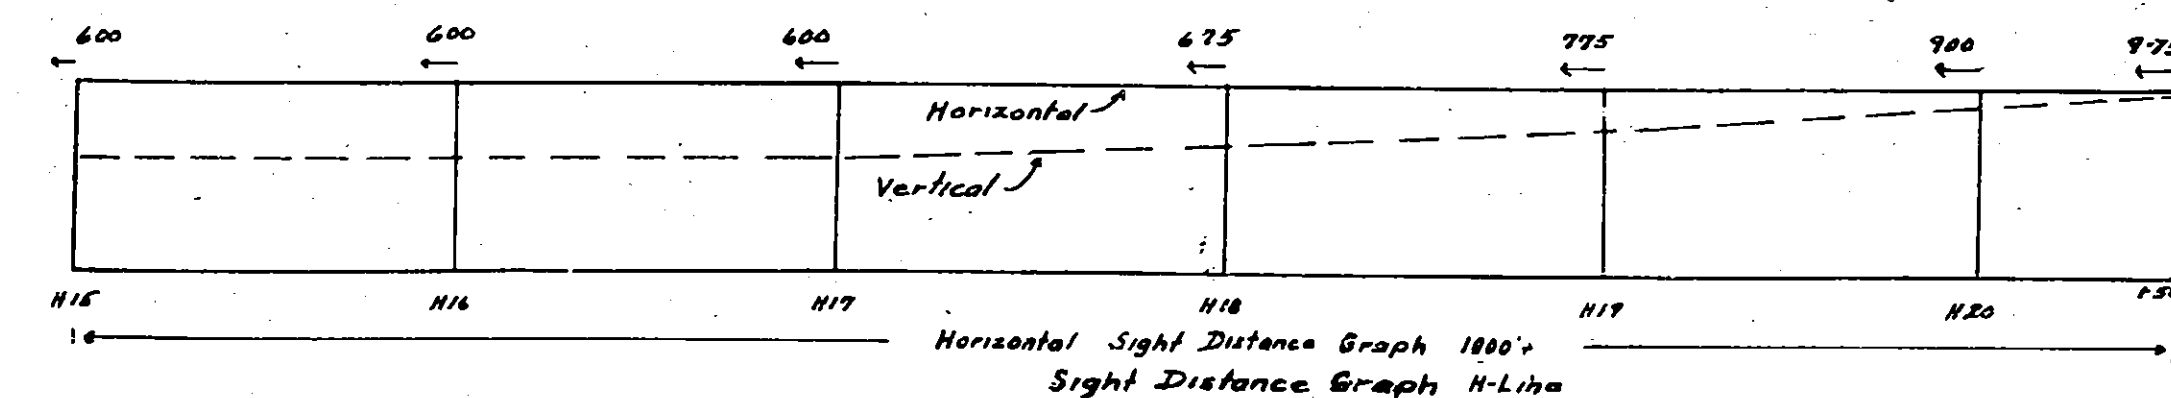 600 600 600 675 775 900
Horizontal
Vertical
H15 H16 H17 H18 H19 H20
Horizontal Sight Distance Graph 1000'+
Sight Distance Graph H-Line